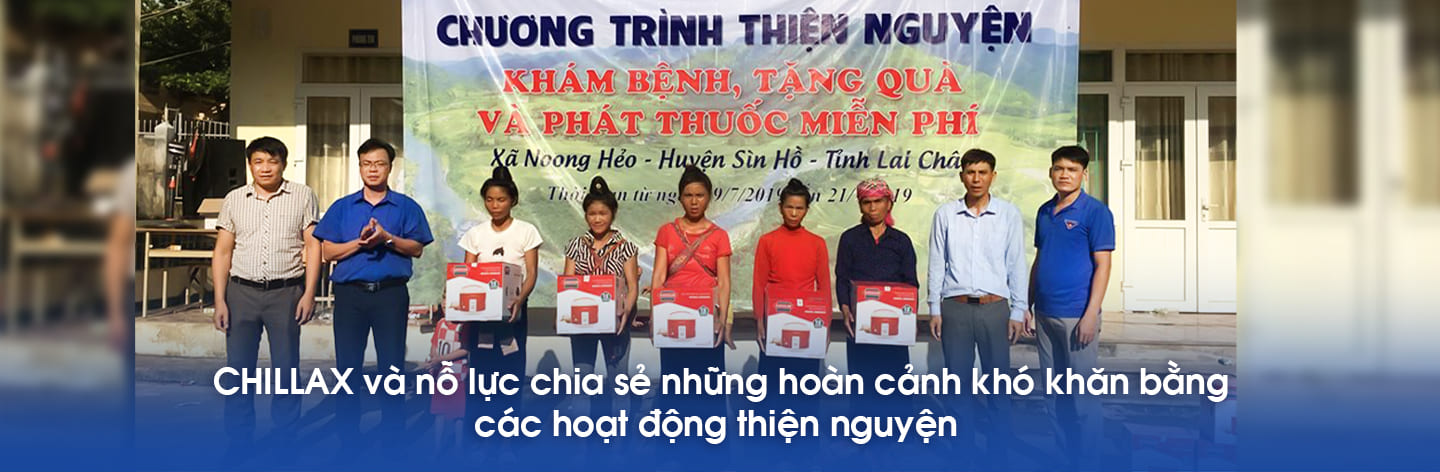 CHƯƠNG TRÌNH THIỆN NGUYỆN
KHÁM BỆNH, TẶNG QUÀ
VÀ PHÁT THUỐC MIỄN PHÍ
Xã Noong Hẻo - Huyện Sìn Hồ - Tỉnh Lai Châ
CHILLAX và nỗ lực chia sẻ những hoàn cảnh khó khăn bằng
các hoạt động thiện nguyện